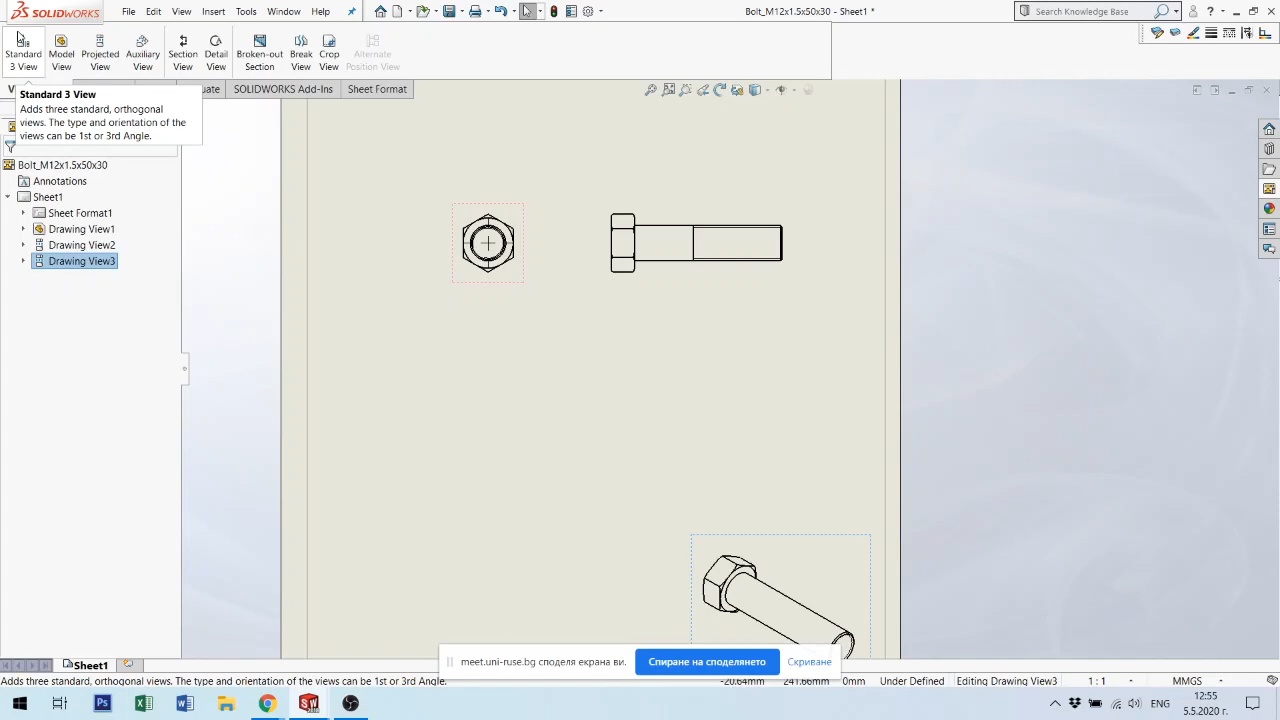 SOLIDWORKS File Edit View Insert Tools Window Help Bolt_M12x1.5x50x30 - Sheet1 * Search Knowledge Base ?
Standard 3 View
Model View
Projected View
Auxiliary View
Section View
Detail View
Broken-out Section
Break View
Crop View
Alternate Position View
uate SOLIDWORKS Add-Ins Sheet Format
Standard 3 View
Adds three standard, orthogonal
views. The type and orientation of the
views can be 1st or 3rd Angle.
Bolt_M12x1.5x50x30
Annotations
Sheet1
Sheet Format1
Drawing View1
Drawing View2
Drawing View3
meet.uni-ruse.bg споделя екрана ви. Спиране на споделянето Скриване
Sheet1
Adds three standard, orthogonal views. The type and orientation of the views can be 1st or 3rd Angle. -20.64mm 241.66mm 0mm Under Defined Editing Drawing View3 1 : 1 MMGS
ENG 12:55
5.5.2020 г.